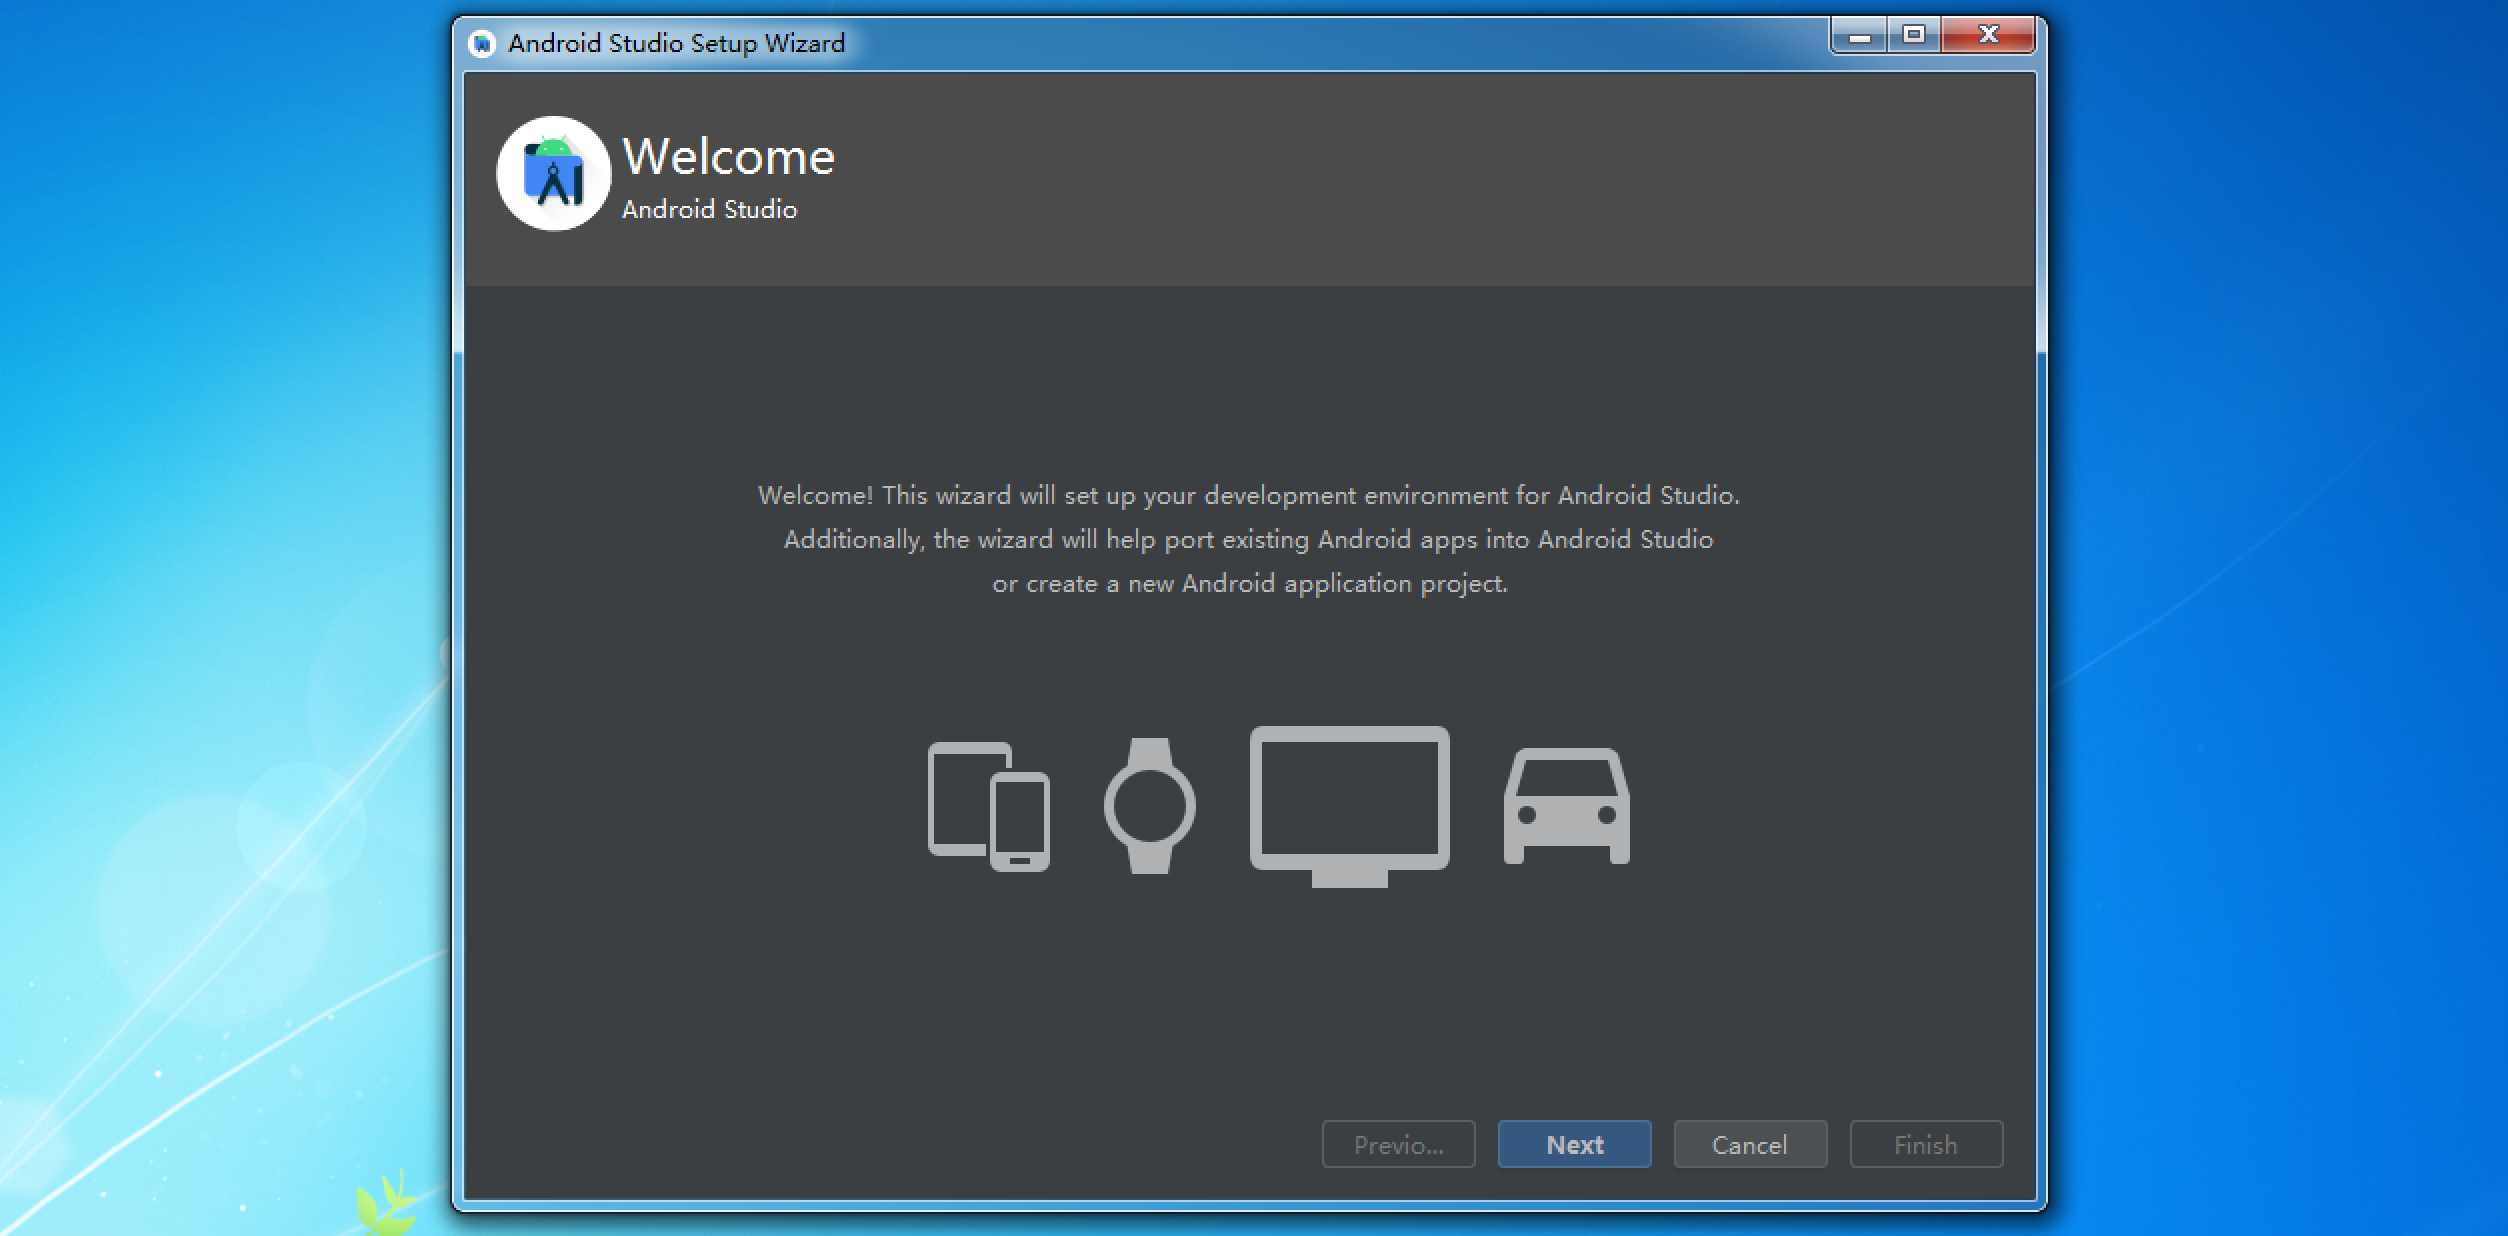 Android Studio Setup Wizard
Welcome
Android Studio
Welcome! This wizard will set up your development environment for Android Studio.
Additionally, the wizard will help port existing Android apps into Android Studio
or create a new Android application project.
Previo... Next Cancel Finish